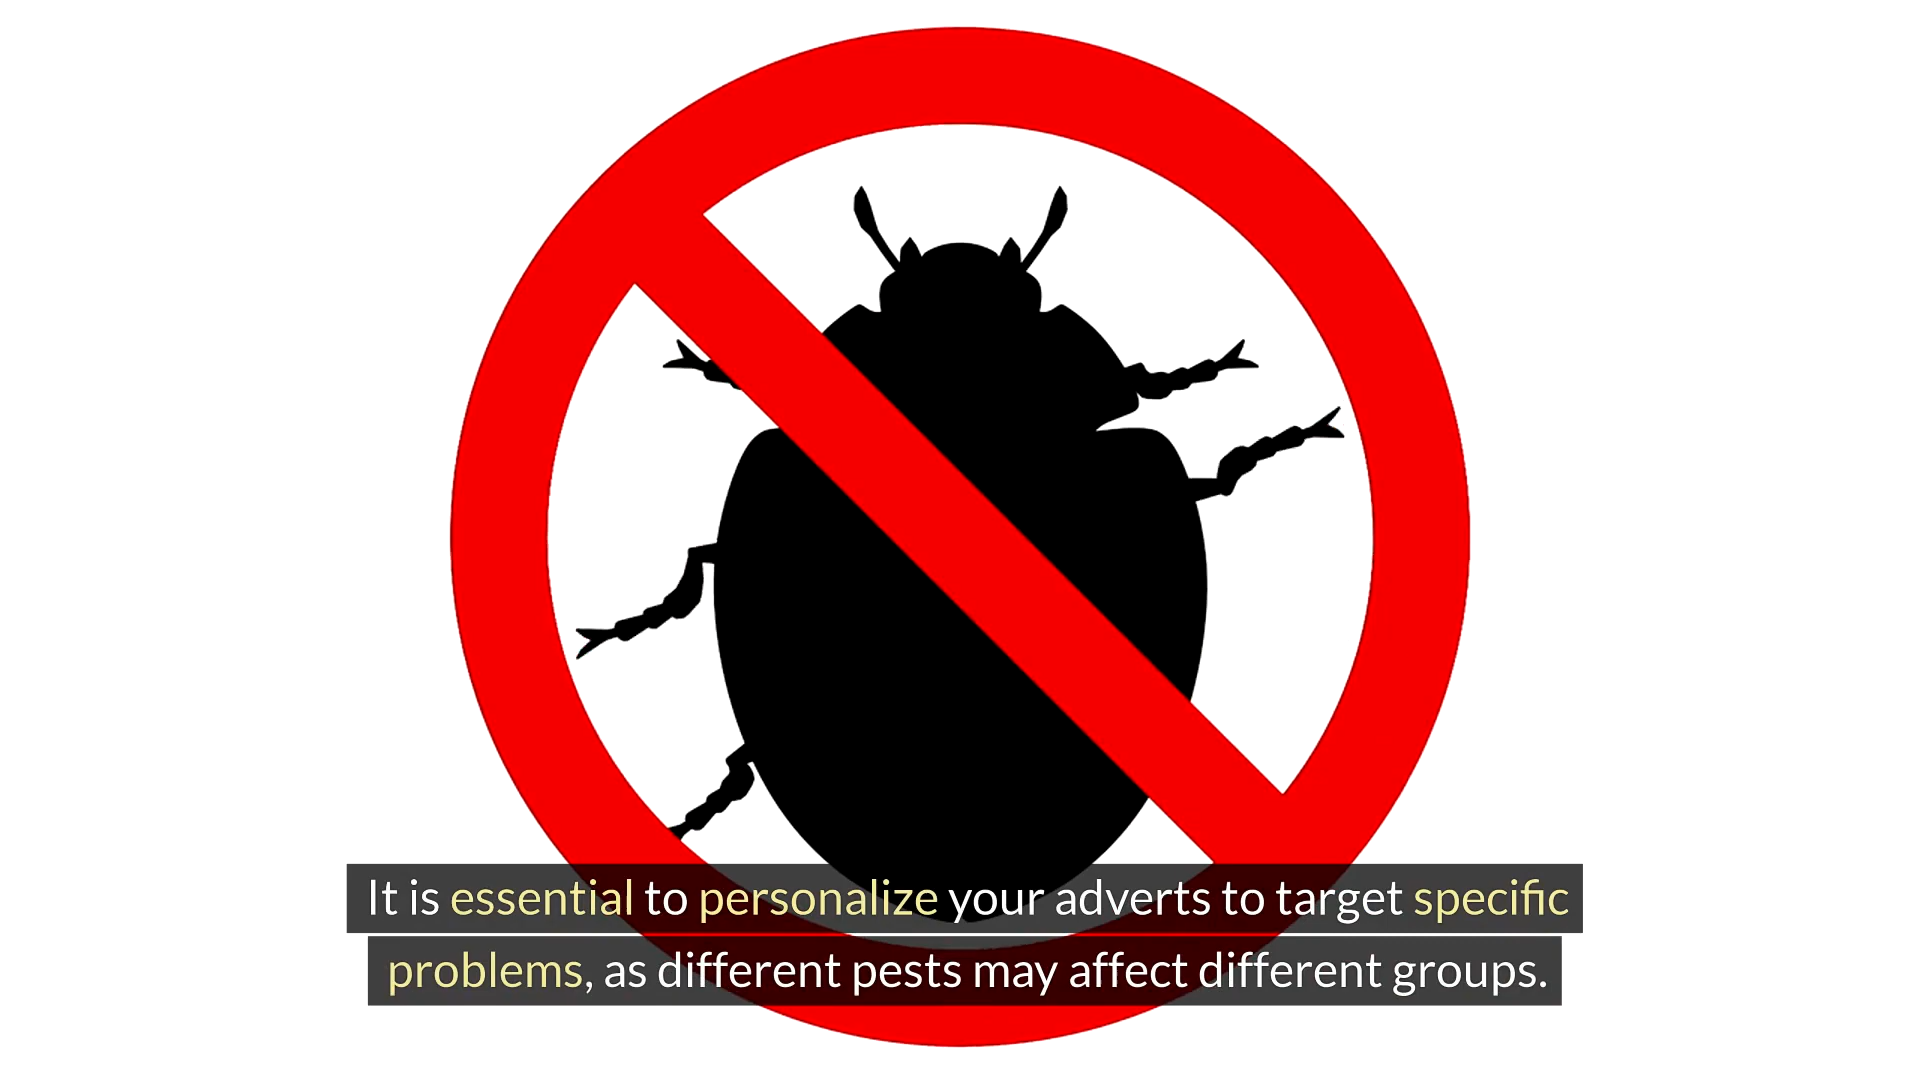 It is essential to personalize your adverts to target specific
problems, as different pests may affect different groups.